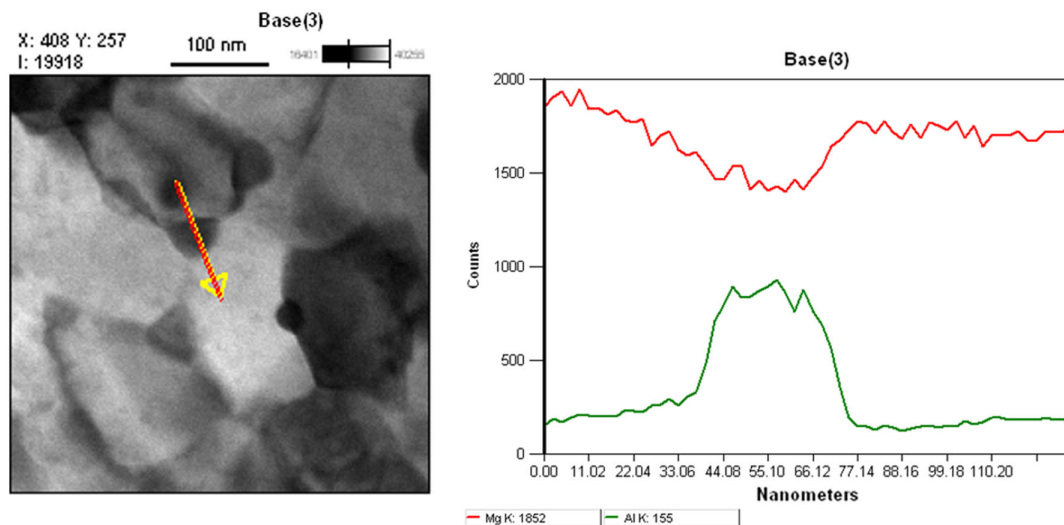 Base(3)
X: 408 Y: 257
I: 19918
100 nm
16401
40255
Base(3)
2000
1500
1000
500
0
Counts
0.00 11.02 22.04 33.06 44.08 55.10 66.12 77.14 88.16 99.18 110.20
Nanometers
Mg K: 1852
Al K: 155